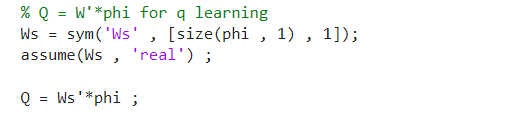 % Q = W'*phi for q learning
Ws = sym('Ws' , [size(phi , 1) , 1]);
assume(Ws , 'real') ;
Q = Ws'*phi ;